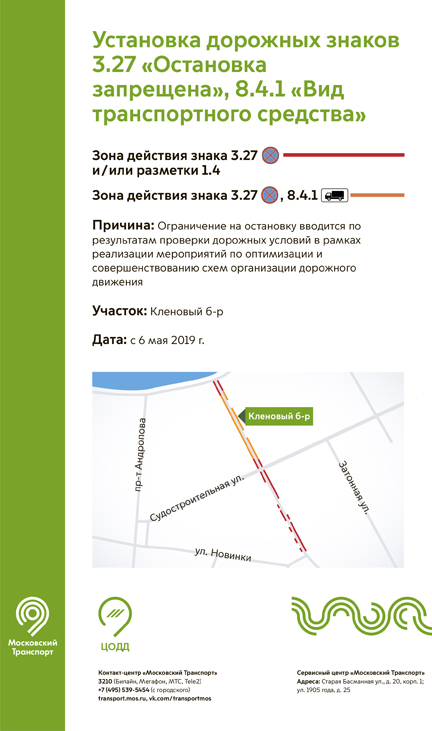 Установка дорожных знаков
3.27 «Остановка
запрещена», 8.4.1 «Вид
транспортного средства»
Зона действия знака 3.27
и/или разметки 1.4
Зона действия знака 3.27 , 8.4.1
Причина: Ограничение на остановку вводится по
результатам проверки дорожных условий в рамках
реализации мероприятий по оптимизации и
совершенствованию схем организации дорожного
движения
Участок: Кленовый б-р
Дата: с 6 мая 2019 г.
Кленовый б-р
пр-т Андропова
Судостроительная ул.
Затонная ул.
ул. Новинки
Московский
Транспорт
ЦОДД
Контакт-центр «Московский Транспорт»
3210 (Билайн, Мегафон, МТС, Tele2)
+7 (495) 539-5454 (с городского)
transport.mos.ru, vk.com/transportmos
Сервисный центр «Московский Транспорт»
Адреса: Старая Басманная ул., д. 20, корп. 1;
ул. 1905 года, д. 25